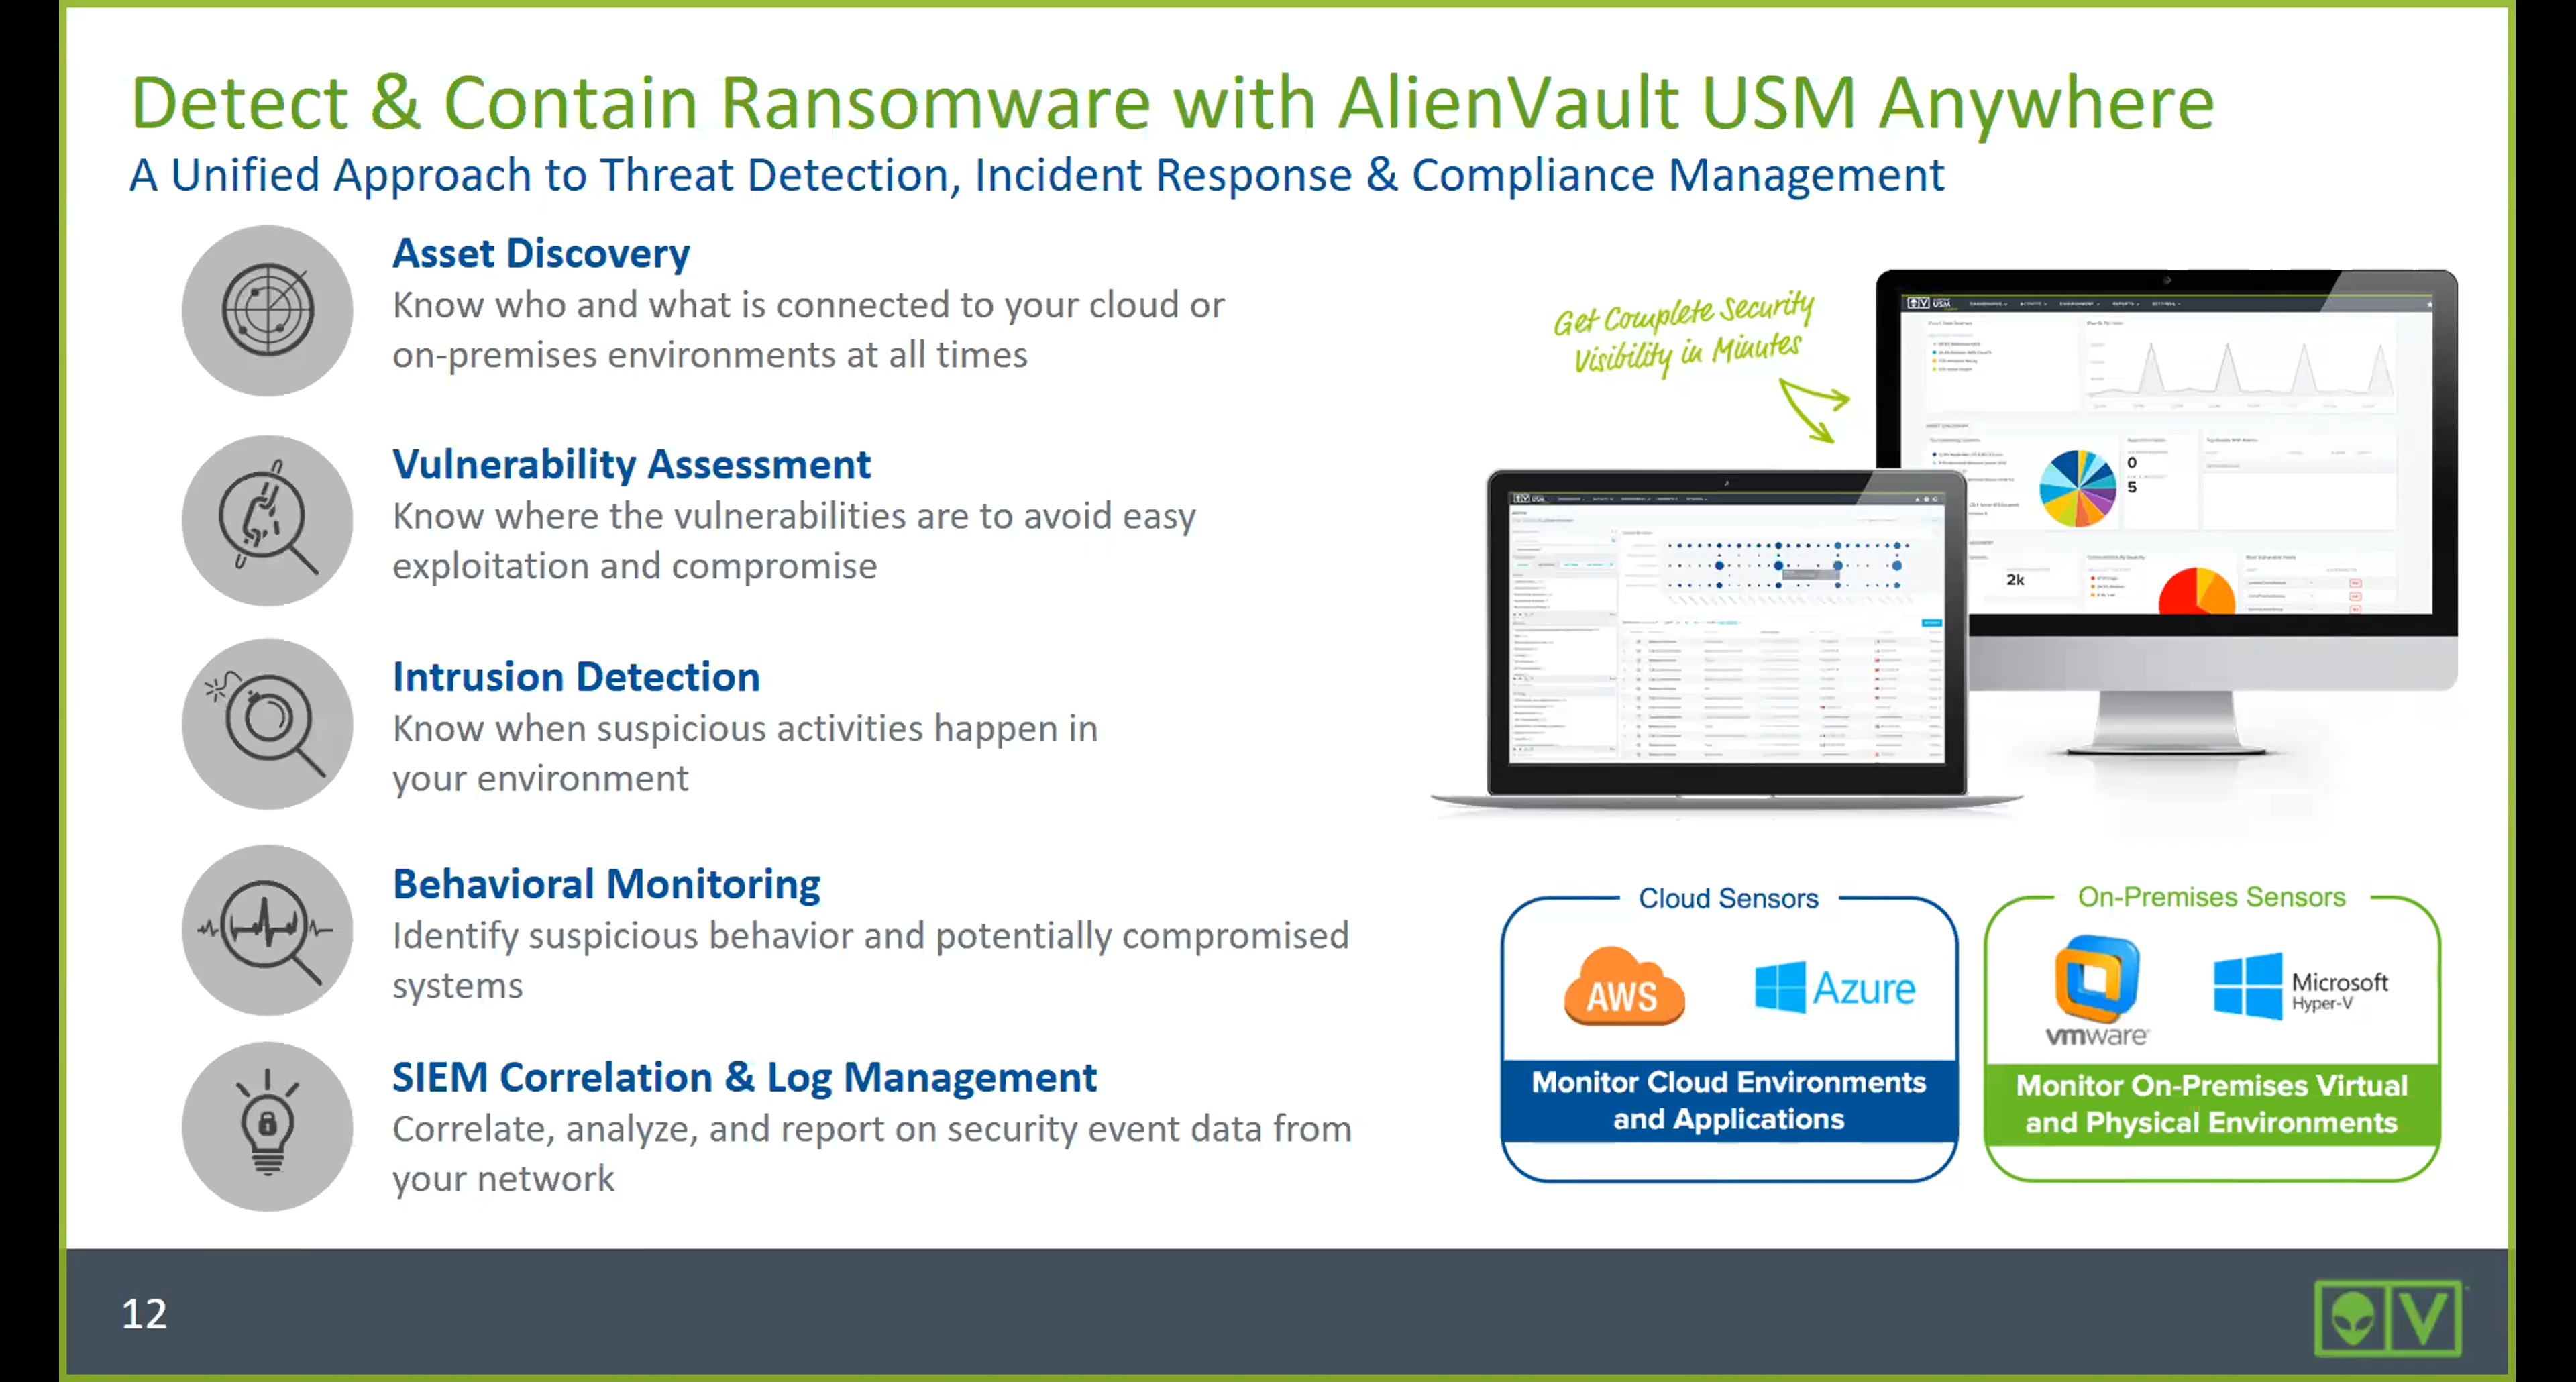 Detect & Contain Ransomware with AlienVault USM Anywhere
A Unified Approach to Threat Detection, Incident Response & Compliance Management
Asset Discovery
Know who and what is connected to your cloud or
on-premises environments at all times
Vulnerability Assessment
Know where the vulnerabilities are to avoid easy
exploitation and compromise
Intrusion Detection
Know when suspicious activities happen in
your environment
Behavioral Monitoring
Identify suspicious behavior and potentially compromised
systems
SIEM Correlation & Log Management
Correlate, analyze, and report on security event data from
your network
Get Complete Security
Visibility in Minutes
USM
0
5
2k
USM
Cloud Sensors
AWS
Azure
Monitor Cloud Environments
and Applications
On-Premises Sensors
vmware
Microsoft
Hyper-V
Monitor On-Premises Virtual
and Physical Environments
12
V